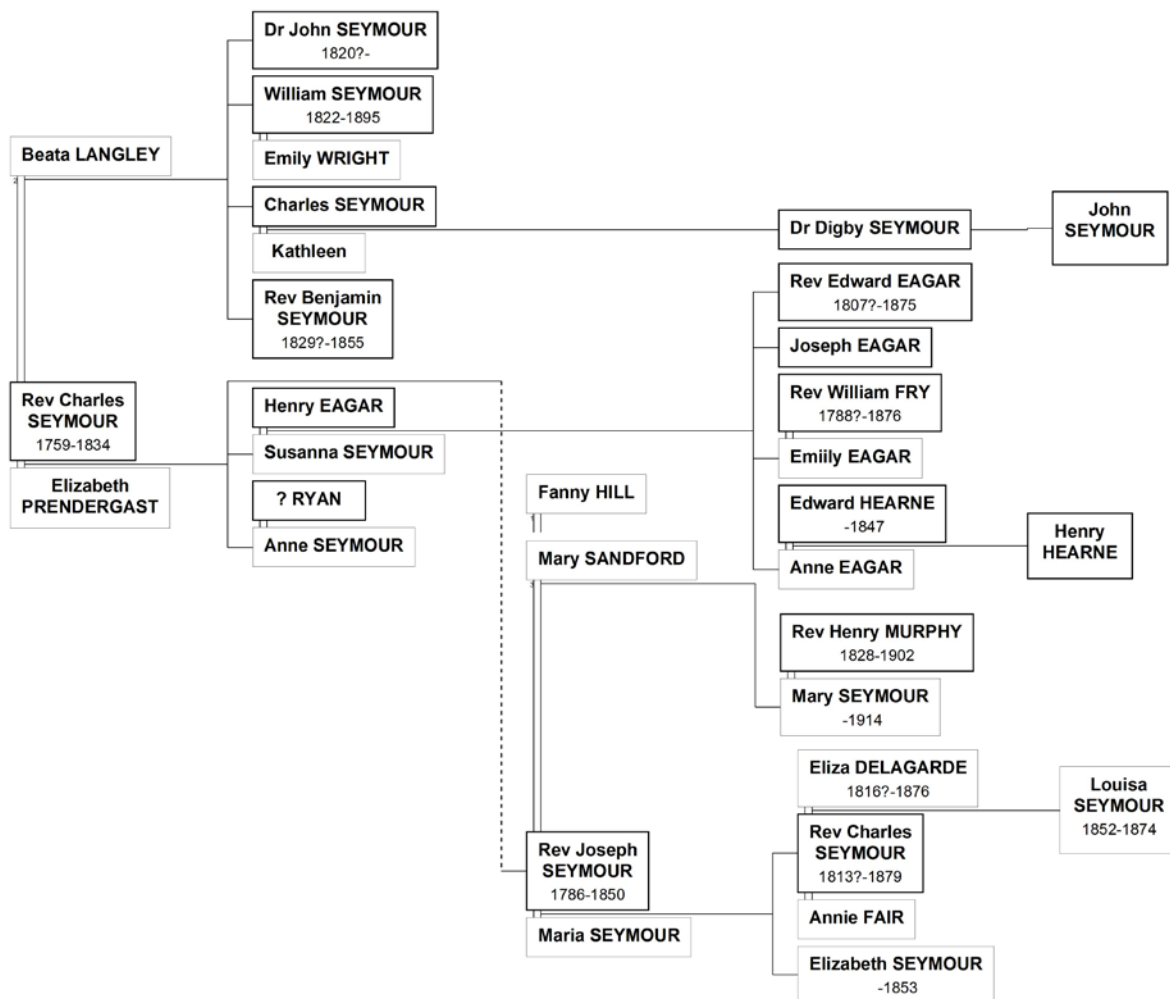 Dr John SEYMOUR
1820?-
William SEYMOUR
1822-1895
Beata LANGLEY
Emily WRIGHT
Charles SEYMOUR
Kathleen
Dr Digby SEYMOUR
John
SEYMOUR
Rev Benjamin
SEYMOUR
1829?-1855
Rev Edward EAGAR
1807?-1875
Joseph EAGAR
Rev Charles
SEYMOUR
1759-1834
Henry EAGAR
Rev William FRY
1788?-1876
Susanna SEYMOUR
Emiily EAGAR
Elizabeth
PRENDERGAST
? RYAN
Fanny HILL
Edward HEARNE
-1847
Henry
HEARNE
Anne SEYMOUR
Mary SANDFORD
Anne EAGAR
Rev Henry MURPHY
1828-1902
Mary SEYMOUR
-1914
Eliza DELAGARDE
1816?-1876
Louisa
SEYMOUR
1852-1874
Rev Joseph
SEYMOUR
1786-1850
Rev Charles
SEYMOUR
1813?-1879
Maria SEYMOUR
Annie FAIR
Elizabeth SEYMOUR
-1853